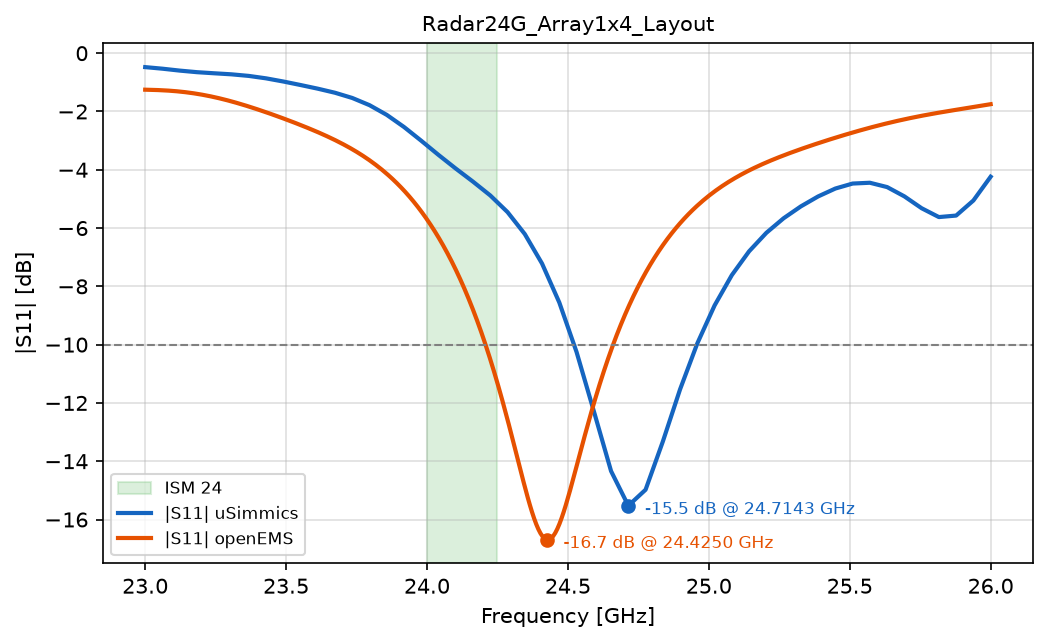 Radar24G_Array1x4_Layout
|S11| [dB]
0
−2
−4
−6
−8
−10
−12
−14
−16
-15.5 dB @ 24.7143 GHz
-16.7 dB @ 24.4250 GHz
ISM 24
|S11| uSimmics
|S11| openEMS
23.0 23.5 24.0 24.5 25.0 25.5 26.0
Frequency [GHz]